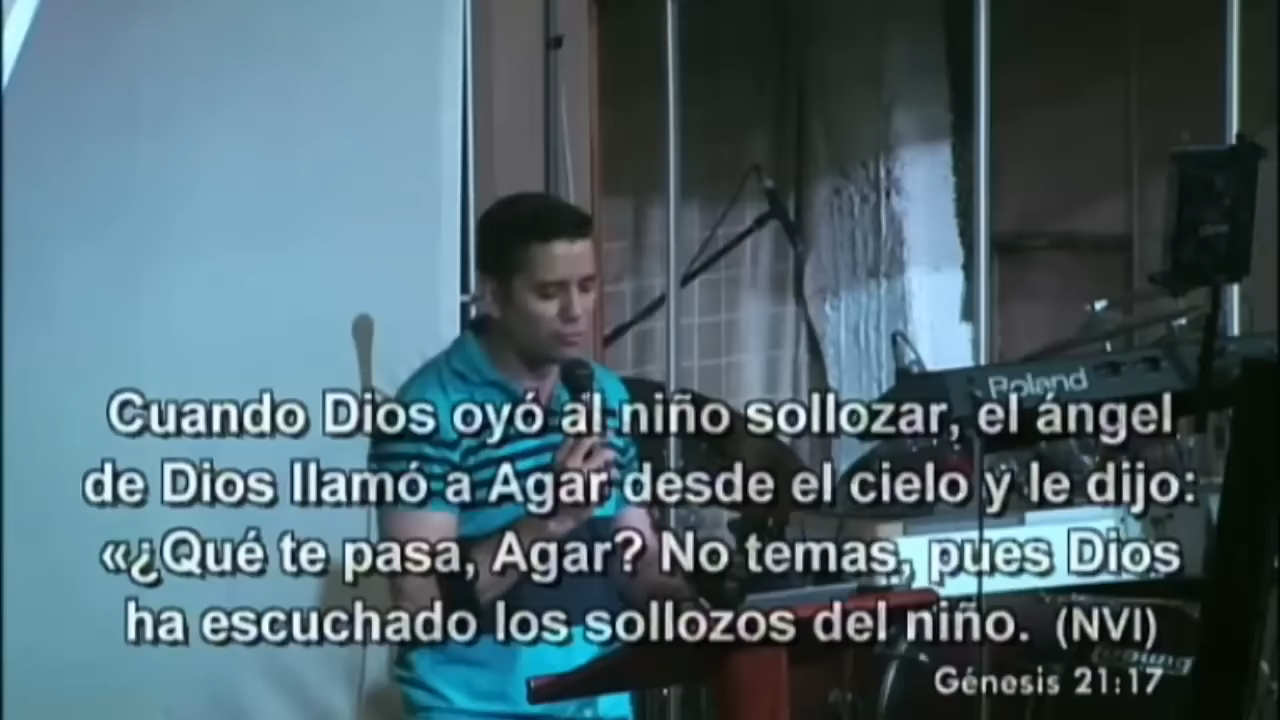 Roland
Cuando Dios oyó al niño sollozar, el ángel
de Dios llamó a Agar desde el cielo y le dijo:
«¿Qué te pasa, Agar? No temas, pues Dios
ha escuchado los sollozos del niño. (NVI)
Génesis 21:17